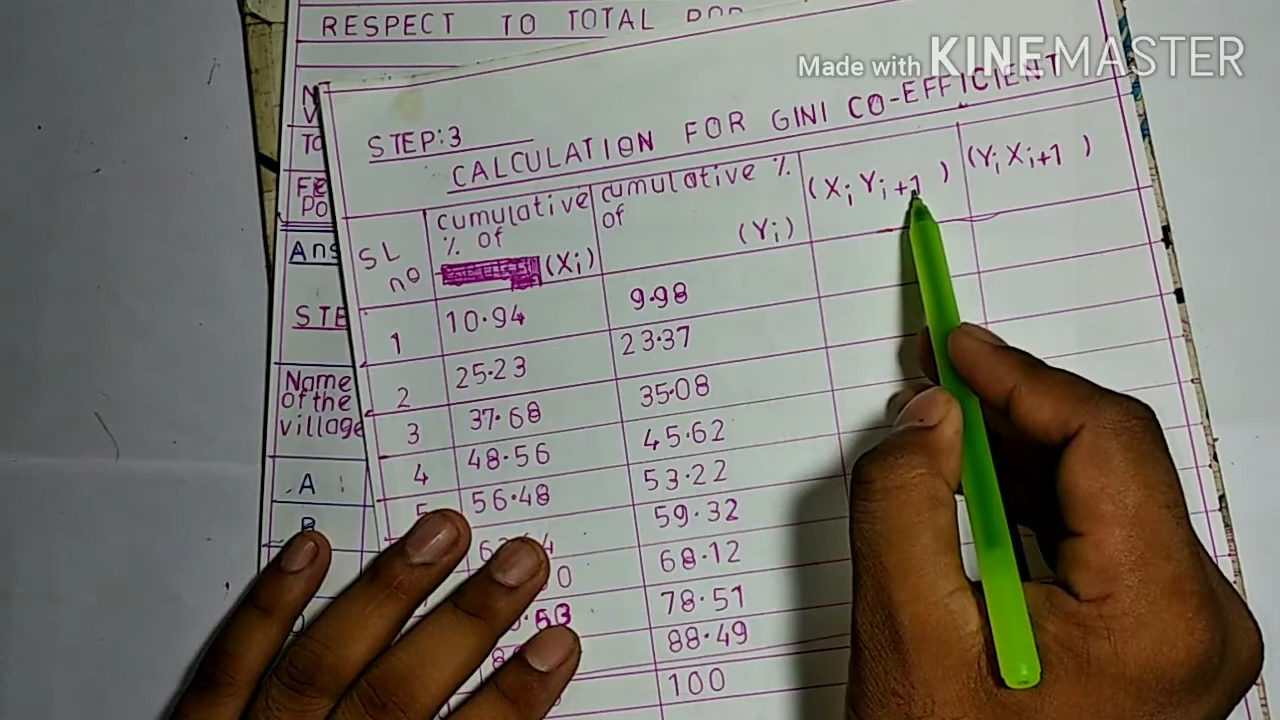 RESPECT TO TOTAL
Made with KINEMASTER
STEP:3
CALCULATION FOR GINI CO-EFFICIENT
SL no
cumulative % of (Xi)
cumulative % of (Yi)
(Xi Yi+1)
(Yi Xi+1)
1 10.94 9.98
2 25.23 23.37
3 37.68 35.08
4 48.56 45.62
5 56.48 53.22
59.32
68.12
78.51
88.49
100
Ans
Name
Of the
village
A
B